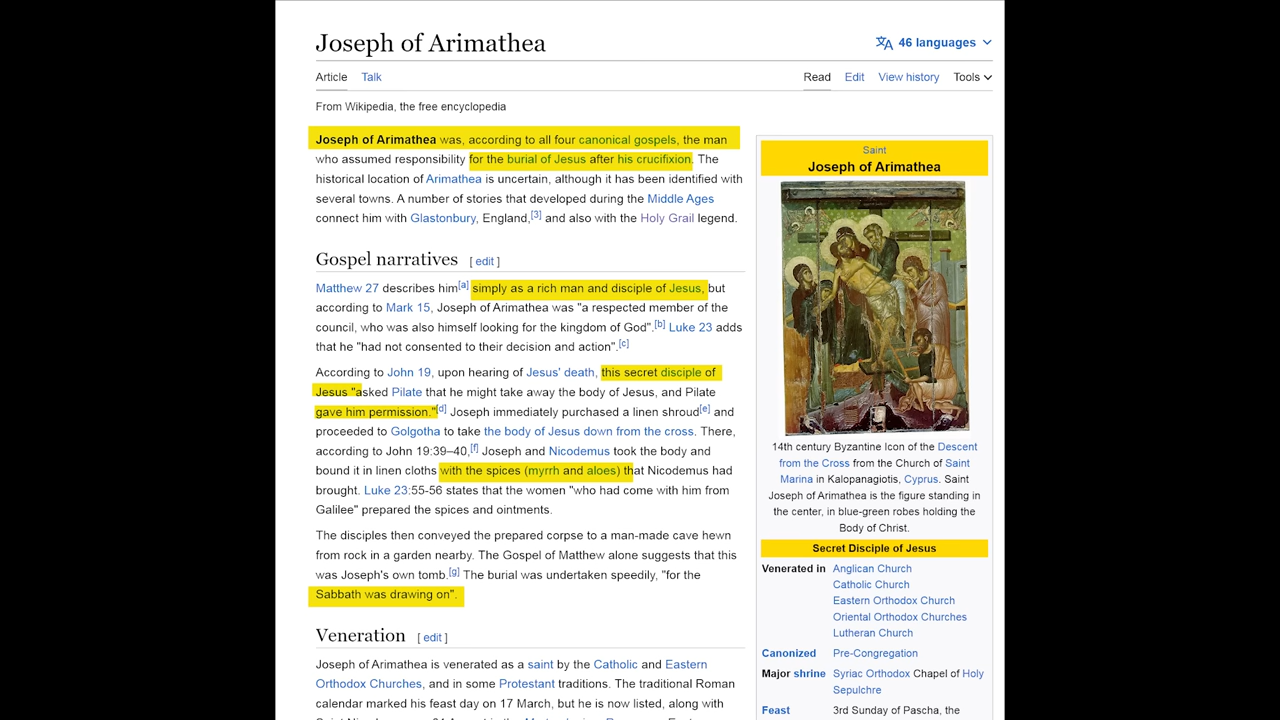 Joseph of Arimathea
46 languages
Article Talk
Read Edit View history Tools
From Wikipedia, the free encyclopedia
Joseph of Arimathea was, according to all four canonical gospels, the man
who assumed responsibility for the burial of Jesus after his crucifixion. The
historical location of Arimathea is uncertain, although it has been identified with
several towns. A number of stories that developed during the Middle Ages
connect him with Glastonbury, England,[3] and also with the Holy Grail legend.
Gospel narratives [ edit ]
Matthew 27 describes him[a] simply as a rich man and disciple of Jesus, but
according to Mark 15, Joseph of Arimathea was "a respected member of the
council, who was also himself looking for the kingdom of God".[b] Luke 23 adds
that he "had not consented to their decision and action".[c]
According to John 19, upon hearing of Jesus' death, this secret disciple of
Jesus "asked Pilate that he might take away the body of Jesus, and Pilate
gave him permission."[d] Joseph immediately purchased a linen shroud[e] and
proceeded to Golgotha to take the body of Jesus down from the cross. There,
according to John 19:39–40,[f] Joseph and Nicodemus took the body and
bound it in linen cloths with the spices (myrrh and aloes) that Nicodemus had
brought. Luke 23:55-56 states that the women "who had come with him from
Galilee" prepared the spices and ointments.
The disciples then conveyed the prepared corpse to a man-made cave hewn
from rock in a garden nearby. The Gospel of Matthew alone suggests that this
was Joseph's own tomb.[g] The burial was undertaken speedily, "for the
Sabbath was drawing on".
Veneration [ edit ]
Joseph of Arimathea is venerated as a saint by the Catholic and Eastern
Orthodox Churches, and in some Protestant traditions. The traditional Roman
calendar marked his feast day on 17 March, but he is now listed, along with
Saint
Joseph of Arimathea
14th century Byzantine Icon of the Descent
from the Cross from the Church of Saint
Marina in Kalopanagiotis, Cyprus. Saint
Joseph of Arimathea is the figure standing in
the center, in blue-green robes holding the
Body of Christ.
Secret Disciple of Jesus
Venerated in Anglican Church
Catholic Church
Eastern Orthodox Church
Oriental Orthodox Churches
Lutheran Church
Canonized Pre-Congregation
Major shrine Syriac Orthodox Chapel of Holy
Sepulchre
Feast 3rd Sunday of Pascha, the